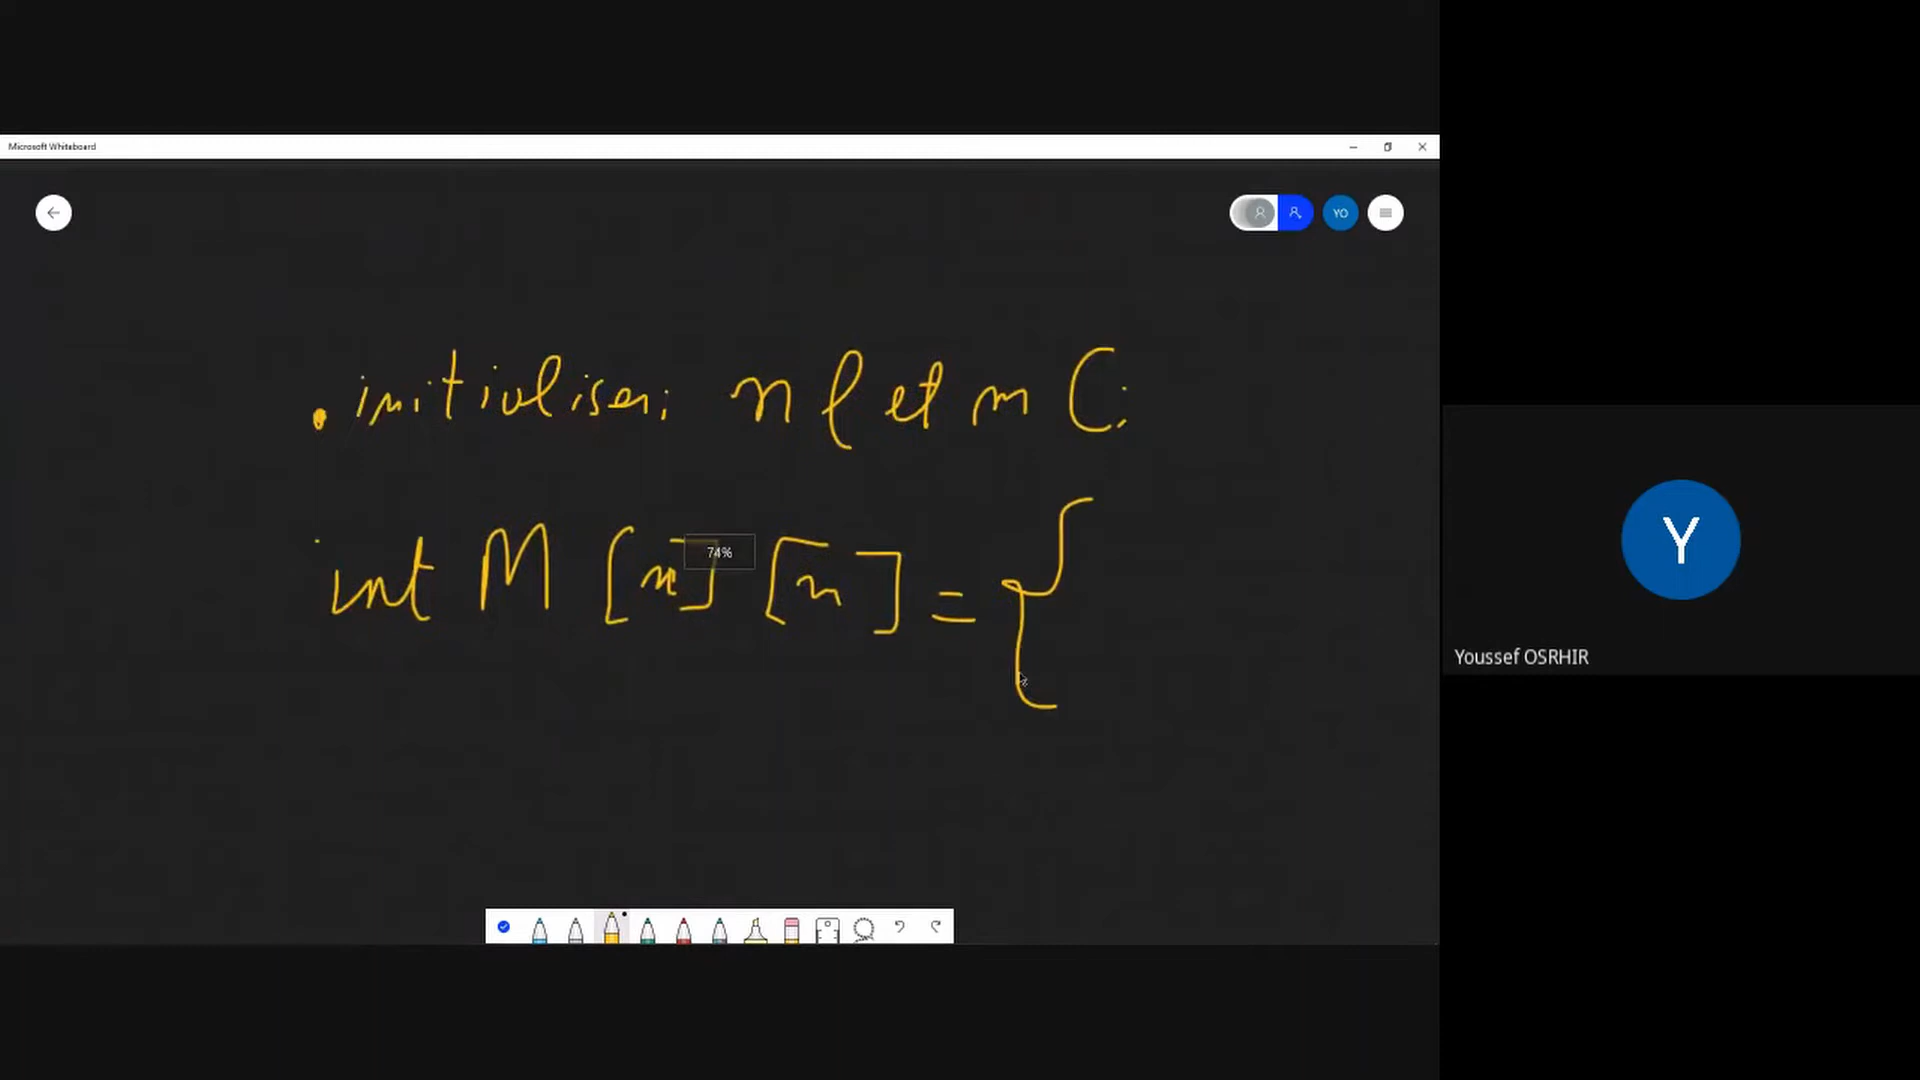 Microsoft Whiteboard
YO
. initialiser: n l et m C:
int M [n] [m] = {
74%
Y
Youssef OSRHIR